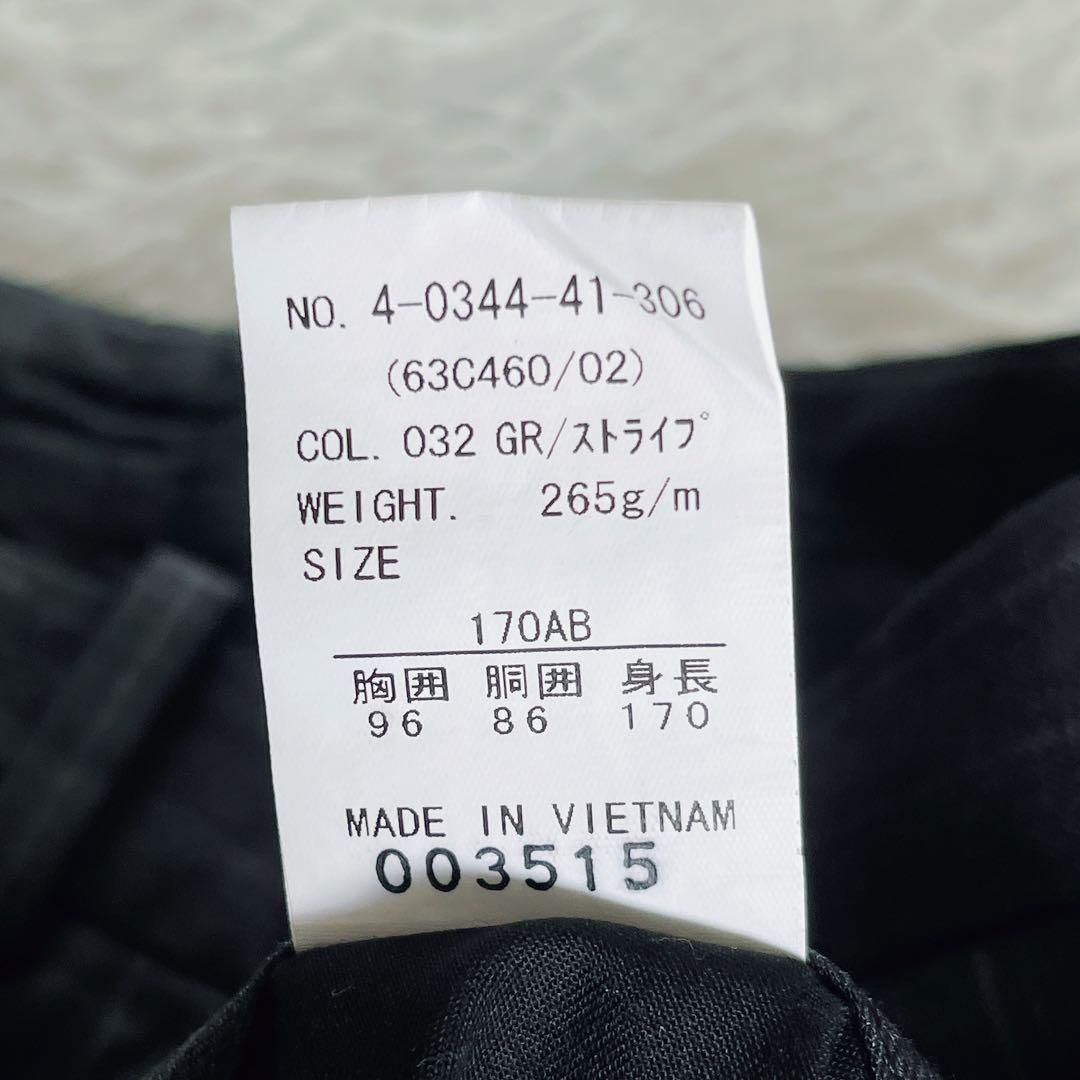 NO. 4-0344-41-306
(63C460/02)
COL. 032 GR/ストライプ
WEIGHT. 265g/m
SIZE
170AB
胸囲 胴囲 身長
96 86 170
MADE IN VIETNAM
003515